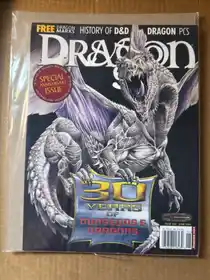 FREE HISTORY OF D&D DRAGON PCS
DRAGON
SPECIAL
ANNIVERSARY
ISSUE
30
YEARS
OF
DUNGEONS &
DRAGONS